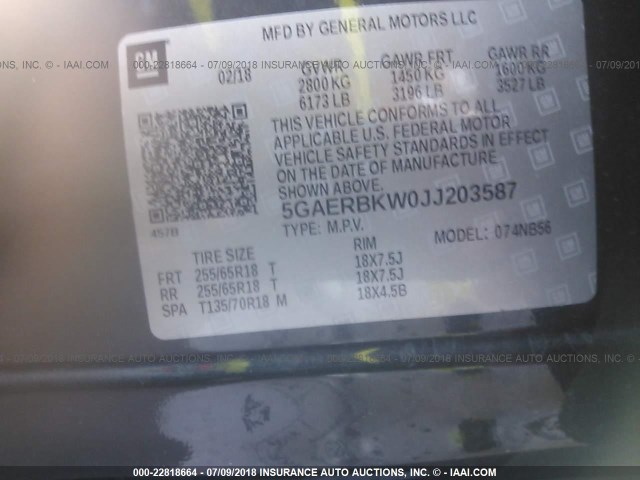 MFD BY GENERAL MOTORS LLC
GM
02/18
GVWR GAWR FRT GAWR RR
2800 KG 1450 KG 1600 KG
6173 LB 3196 LB 3527 LB
THIS VEHICLE CONFORMS TO ALL
APPLICABLE U.S. FEDERAL MOTOR
VEHICLE SAFETY STANDARDS IN EFFECT
ON THE DATE OF MANUFACTURE
SHOWN ABOVE.
5GAERBKW0JJ203587
457B
TYPE: M.P.V. MODEL: 074NB56
TIRE SIZE RIM
FRT 255/65R18 T 18X7.5J
RR 255/65R18 T 18X7.5J
SPA T135/70R18 M 18X4.5B
000-22818664 - 07/09/2018 INSURANCE AUTO AUCTIONS, INC. - © IAAI.COM